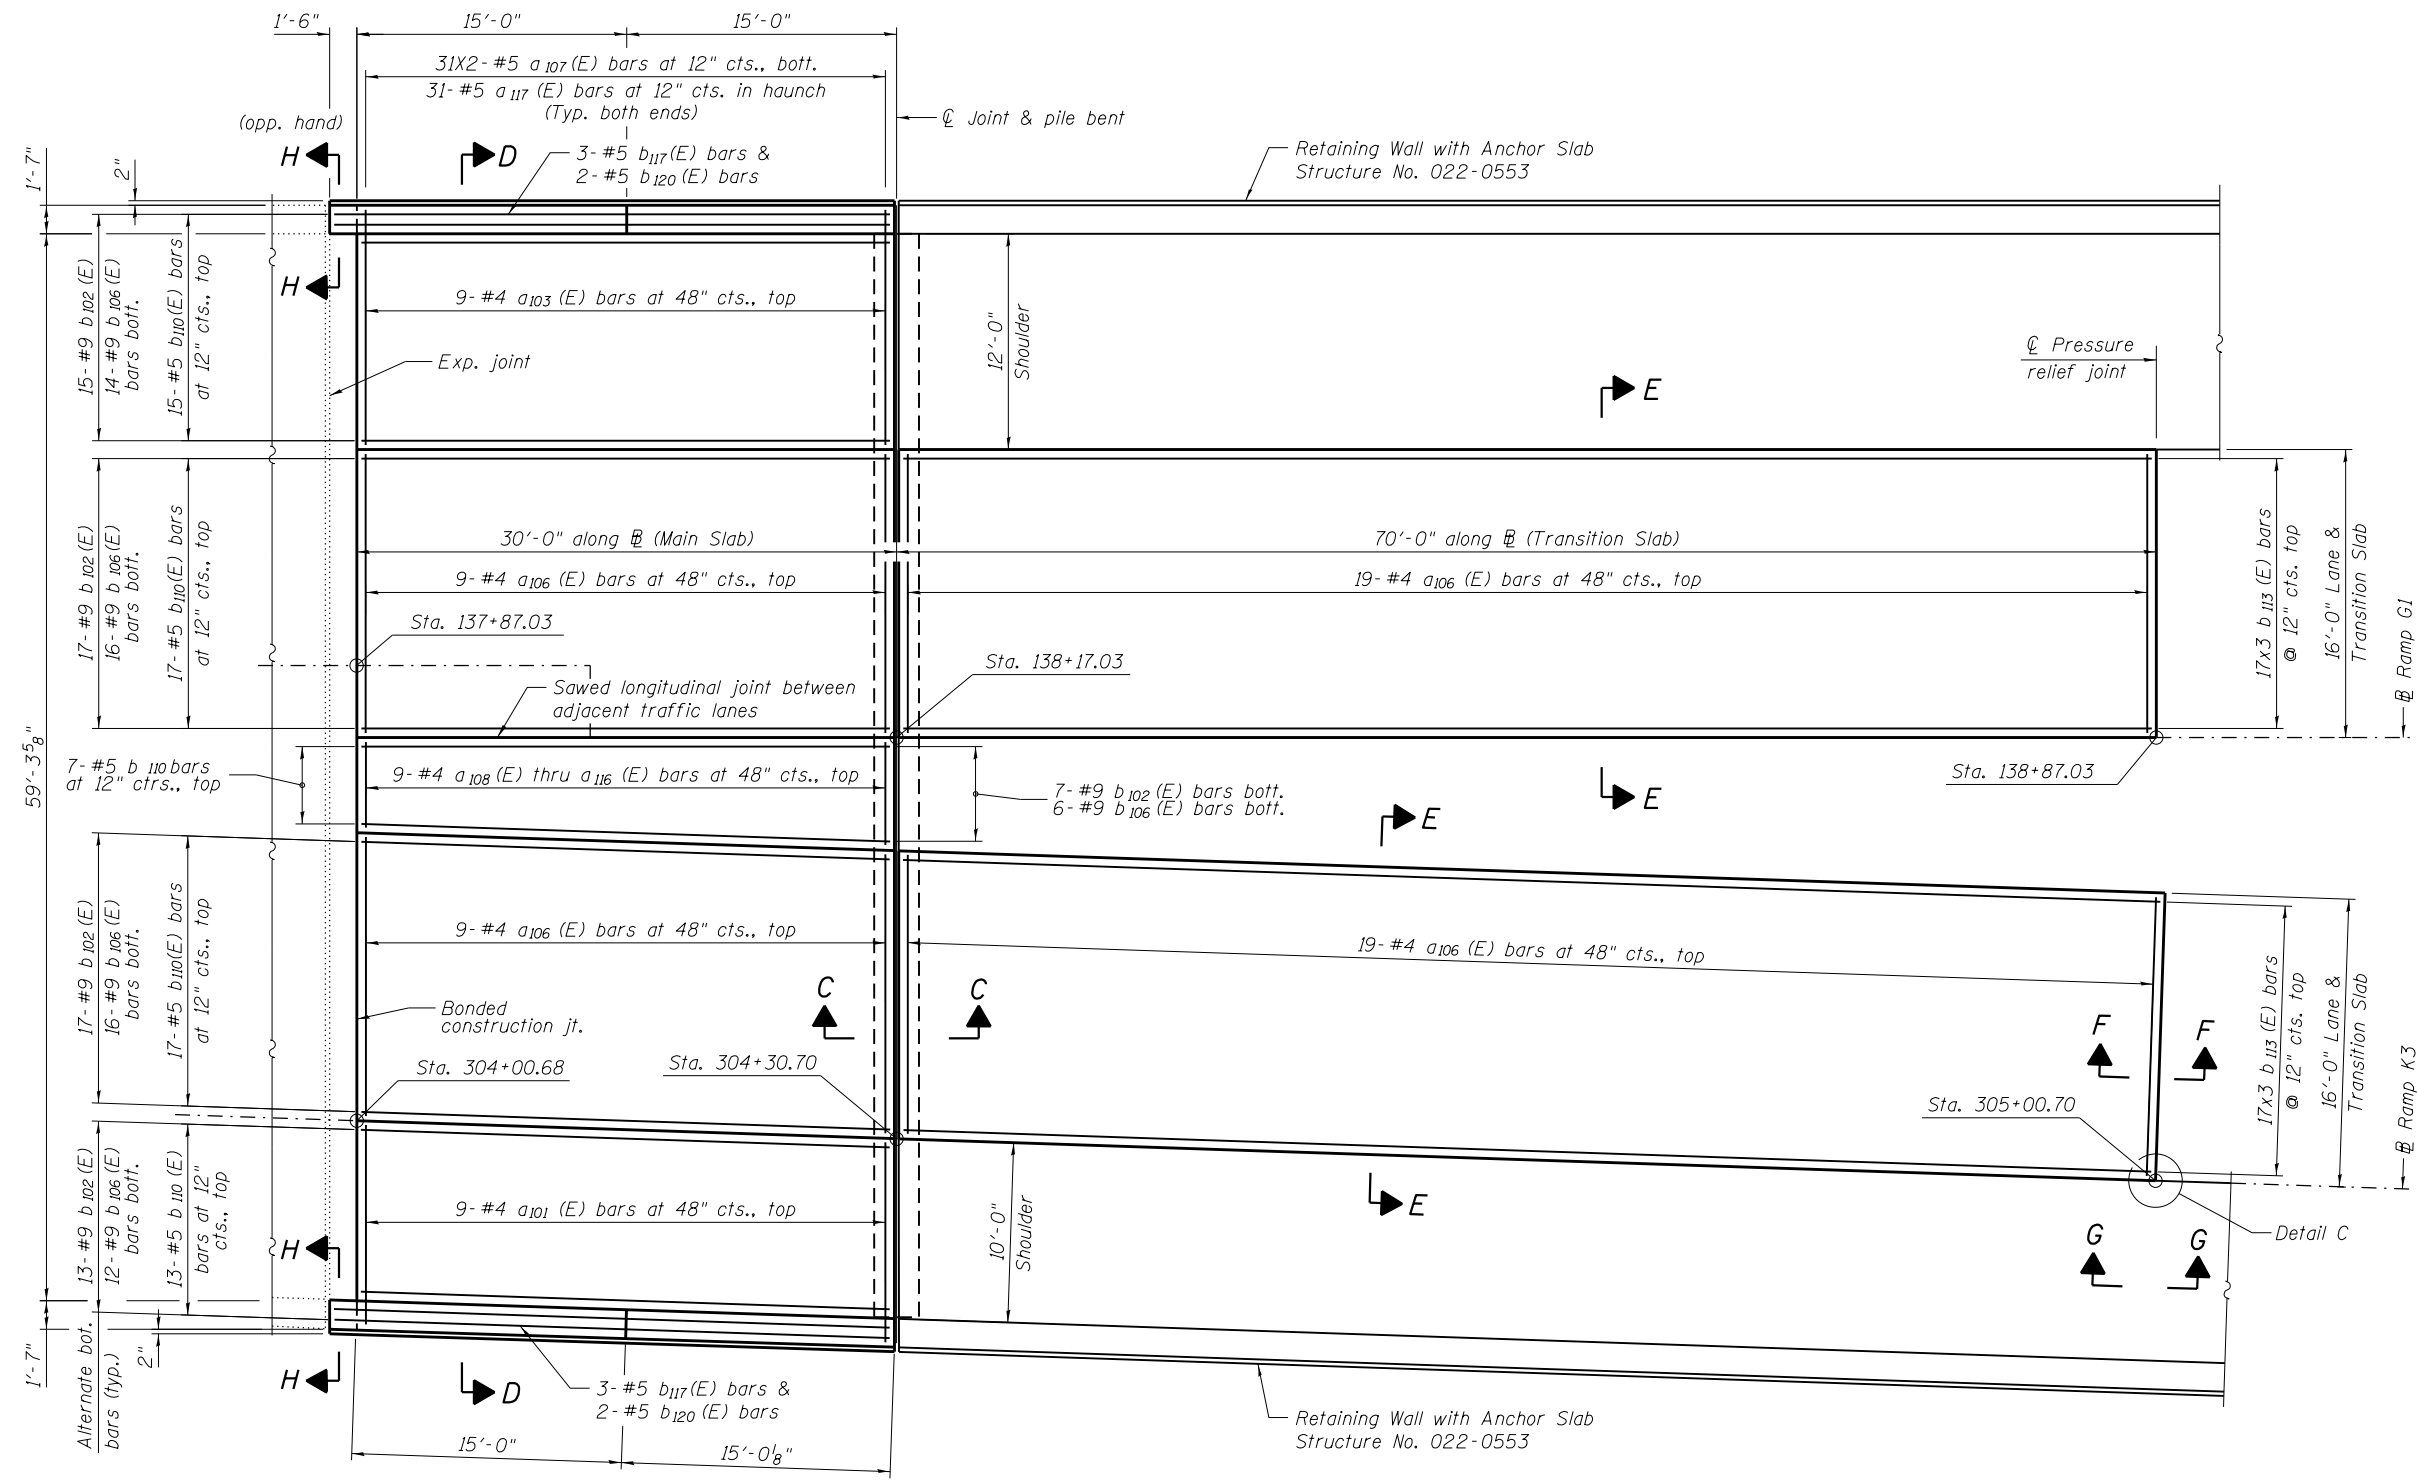 1'-6"
15'-0"
15'-0"
31X2-#5 a107(E) bars at 12" cts., bott.
31-#5 a117 (E) bars at 12" cts. in haunch
(Typ. both ends)
(opp. hand)
℄ Joint & pile bent
H
D
3-#5 b117(E) bars &
2-#5 b120(E) bars
Retaining Wall with Anchor Slab
Structure No. 022-0553
1'-7"
2"
H
15-#9 b102(E)
14-#9 b106(E)
bars bott.
15-#5 b110(E) bars
at 12" cts., top
9-#4 a103 (E) bars at 48" cts., top
12'-0"
Shoulder
Exp. joint
℄ Pressure
relief joint
E
17-#9 b102(E)
16-#9 b106(E)
bars bott.
17-#5 b110(E) bars
at 12" cts., top
30'-0" along ⅊ (Main Slab)
70'-0" along ⅊ (Transition Slab)
9-#4 a106 (E) bars at 48" cts., top
19-#4 a106 (E) bars at 48" cts., top
Sta. 137+87.03
Sta. 138+17.03
17x3 b113 (E) bars
@ 12" cts. top
16'-0" Lane &
Transition Slab
⅊ Ramp G1
Sawed longitudinal joint between
adjacent traffic lanes
59'-3 5/8"
7-#5 b 110 bars
at 12" ctrs., top
9-#4 a108 (E) thru a116 (E) bars at 48" cts., top
7-#9 b102 (E) bars bott.
6-#9 b106 (E) bars bott.
Sta. 138+87.03
E
E
17-#9 b102(E)
16-#9 b106(E)
bars bott.
17-#5 b110(E) bars
at 12" cts., top
9-#4 a106 (E) bars at 48" cts., top
19-#4 a106 (E) bars at 48" cts., top
C
C
Bonded
construction jt.
Sta. 304+00.68
Sta. 304+30.70
F
F
Sta. 305+00.70
17x3 b113 (E) bars
@ 12" cts. top
16'-0" Lane &
Transition Slab
⅊ Ramp K3
13-#9 b102(E)
12-#9 b106(E)
bars bott.
13-#5 b110 (E)
bars at 12"
cts., top
9-#4 a101 (E) bars at 48" cts., top
10'-0"
Shoulder
E
G
G
Detail C
H
1'-7"
Alternate bot.
bars (typ.)
2"
H
D
3-#5 b117(E) bars &
2-#5 b120 (E) bars
Retaining Wall with Anchor Slab
Structure No. 022-0553
15'-0"
15'-0 1/8"